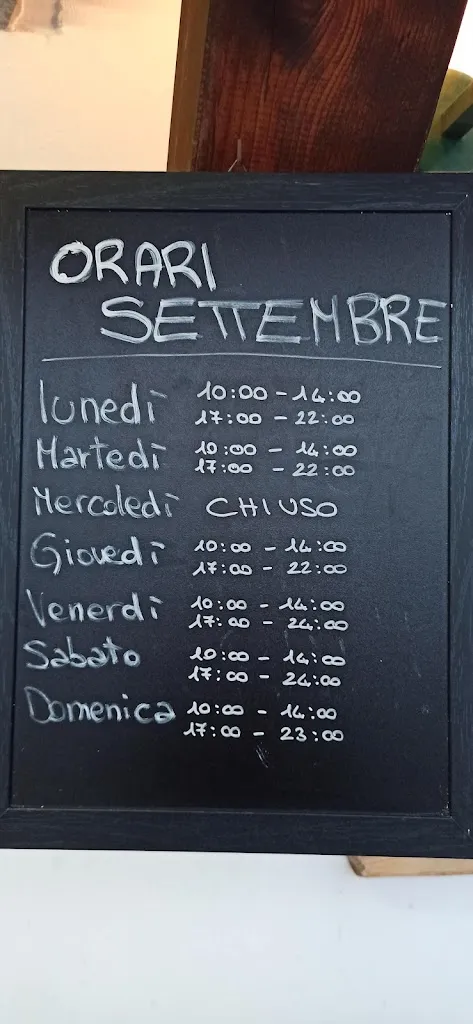 ORARI
SETTEMBRE
lunedì 10:00 - 14:00
17:00 - 22:00
Martedì 10:00 - 14:00
17:00 - 22:00
Mercoledì CHIUSO
Giovedì 10:00 - 14:00
17:00 - 22:00
Venerdì 10:00 - 14:00
17:00 - 24:00
Sabato 10:00 - 14:00
17:00 - 24:00
Domenica 10:00 - 14:00
17:00 - 23:00